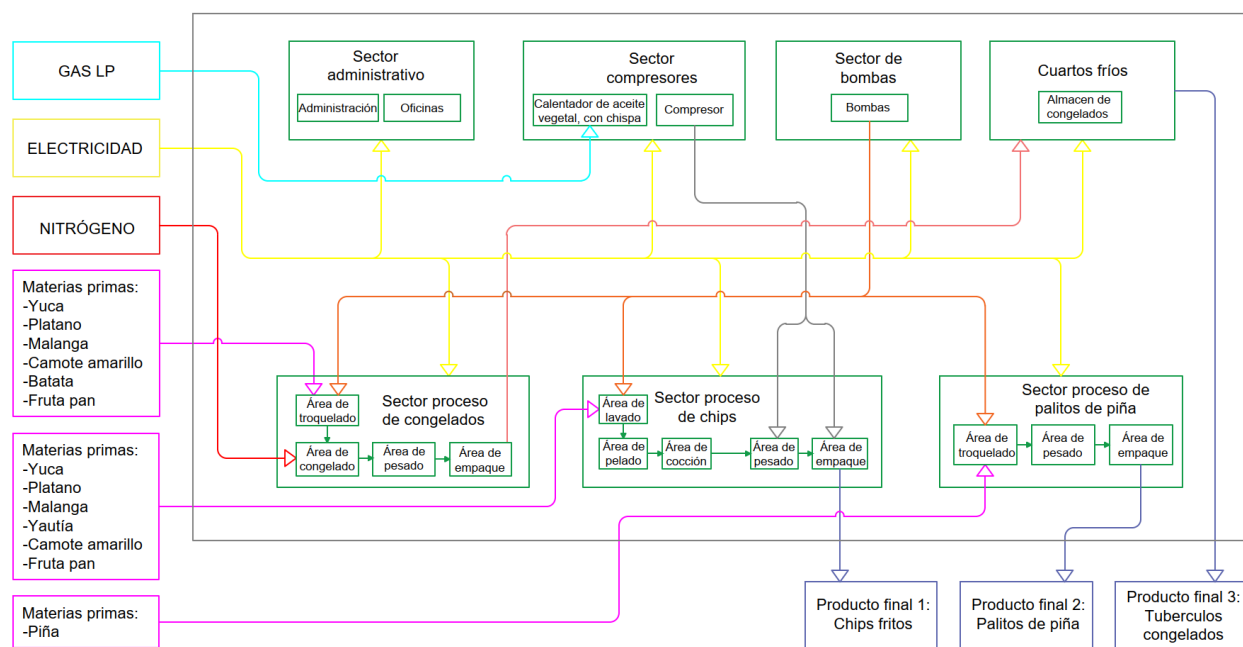 GAS LP
ELECTRICIDAD
NITRÓGENO
Materias primas:
-Yuca
-Platano
-Malanga
-Camote amarillo
-Batata
-Fruta pan
Materias primas:
-Yuca
-Platano
-Malanga
-Yautía
-Camote amarillo
-Fruta pan
Materias primas:
-Piña
Sector
administrativo
Administración
Oficinas
Sector
compresores
Calentador de aceite
vegetal, con chispa
Compresor
Sector de
bombas
Bombas
Cuartos fríos
Almacen de
congelados
Sector proceso
de congelados
Área de
troquelado
Área de
congelado
Área de
pesado
Área de
empaque
Sector proceso
de chips
Área de
lavado
Área de
pelado
Área de
cocción
Área de
pesado
Área de
empaque
Sector proceso de
palitos de piña
Área de
troquelado
Área de
pesado
Área de
empaque
Producto final 1:
Chips fritos
Producto final 2:
Palitos de piña
Producto final 3:
Tuberculos
congelados